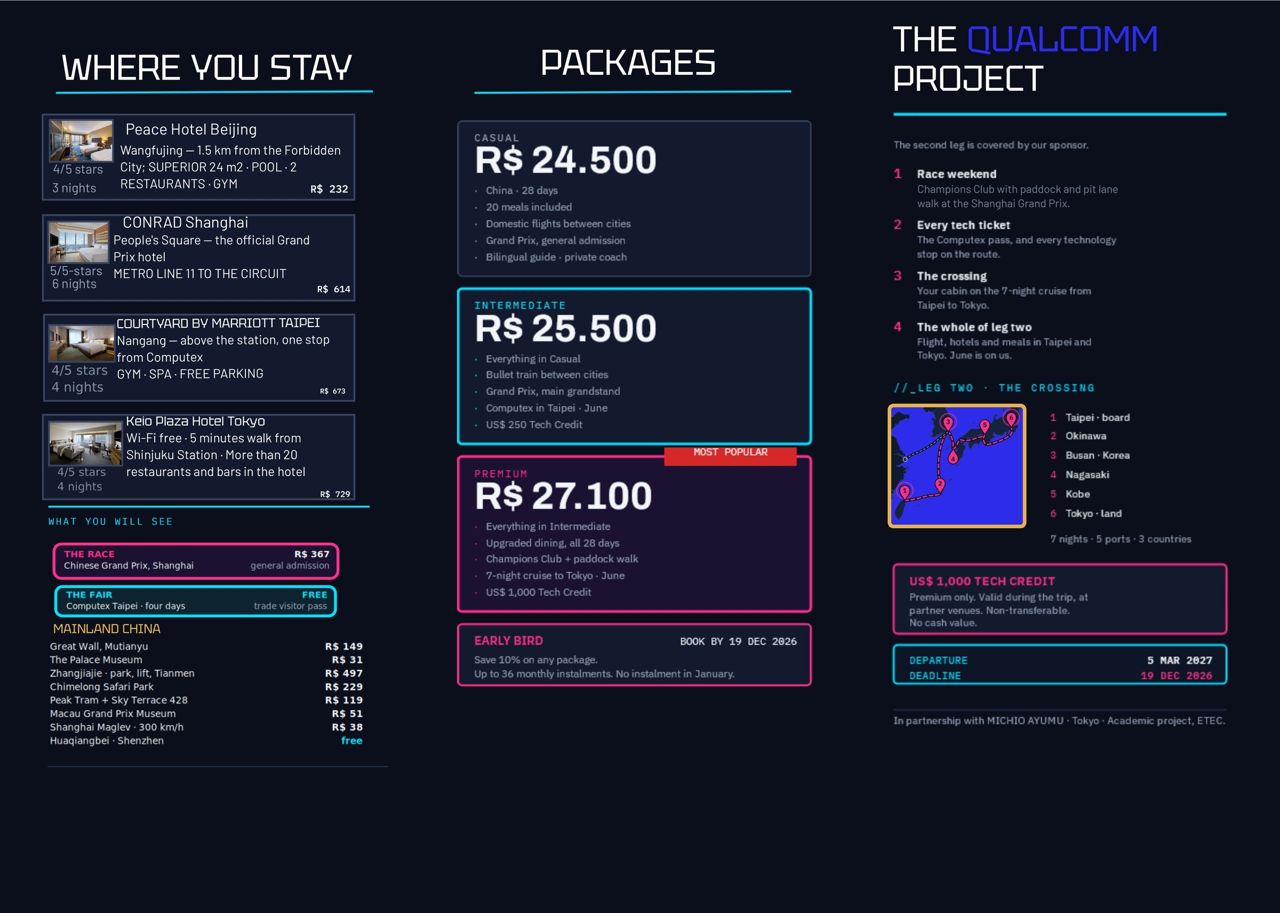 WHERE YOU STAY
Peace Hotel Beijing
Wangfujing — 1.5 km from the Forbidden
City; SUPERIOR 24 m2 · POOL · 2
RESTAURANTS · GYM
4/5 stars
3 nights
R$ 232
CONRAD Shanghai
People's Square — the official Grand
Prix hotel
METRO LINE 11 TO THE CIRCUIT
5/5-stars
6 nights
R$ 614
COURTYARD BY MARRIOTT TAIPEI
Nangang — above the station, one stop
from Computex
GYM · SPA · FREE PARKING
4/5 stars
4 nights
R$ 673
Keio Plaza Hotel Tokyo
Wi-Fi free · 5 minutes walk from
Shinjuku Station · More than 20
restaurants and bars in the hotel
4/5 stars
4 nights
R$ 729
WHAT YOU WILL SEE
THE RACE R$ 367
Chinese Grand Prix, Shanghai general admission
THE FAIR FREE
Computex Taipei · four days trade visitor pass
MAINLAND CHINA
Great Wall, Mutianyu R$ 149
The Palace Museum R$ 31
Zhangjiajie · park, lift, Tianmen R$ 497
Chimelong Safari Park R$ 229
Peak Tram + Sky Terrace 428 R$ 119
Macau Grand Prix Museum R$ 51
Shanghai Maglev · 300 km/h R$ 38
Huaqiangbei · Shenzhen free
PACKAGES
CASUAL
R$ 24.500
· China · 28 days
· 20 meals included
· Domestic flights between cities
· Grand Prix, general admission
· Bilingual guide · private coach
INTERMEDIATE
R$ 25.500
· Everything in Casual
· Bullet train between cities
· Grand Prix, main grandstand
· Computex in Taipei · June
· US$ 250 Tech Credit
MOST POPULAR
PREMIUM
R$ 27.100
· Everything in Intermediate
· Upgraded dining, all 28 days
· Champions Club + paddock walk
· 7-night cruise to Tokyo · June
· US$ 1,000 Tech Credit
EARLY BIRD BOOK BY 19 DEC 2026
Save 10% on any package.
Up to 36 monthly instalments. No instalment in January.
THE QUALCOMM
PROJECT
The second leg is covered by our sponsor.
1 Race weekend
Champions Club with paddock and pit lane
walk at the Shanghai Grand Prix.
2 Every tech ticket
The Computex pass, and every technology
stop on the route.
3 The crossing
Your cabin on the 7-night cruise from
Taipei to Tokyo.
4 The whole of leg two
Flight, hotels and meals in Taipei and
Tokyo. June is on us.
//_LEG TWO · THE CROSSING
1
2
3
4
5
6
1 Taipei · board
2 Okinawa
3 Busan · Korea
4 Nagasaki
5 Kobe
6 Tokyo · land
7 nights · 5 ports · 3 countries
US$ 1,000 TECH CREDIT
Premium only. Valid during the trip, at
partner venues. Non-transferable.
No cash value.
DEPARTURE 5 MAR 2027
DEADLINE 19 DEC 2026
In partnership with MICHIO AYUMU · Tokyo · Academic project, ETEC.